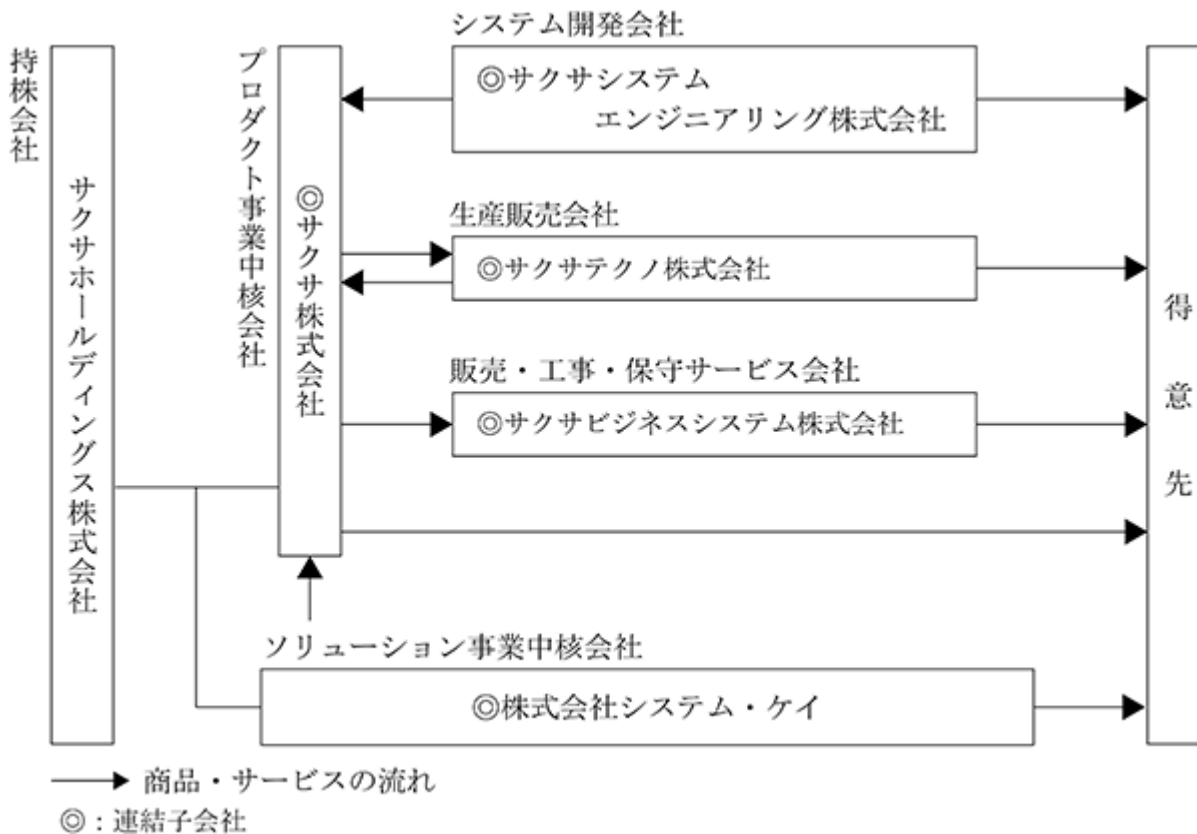 持株会社
サクサホールディングス株式会社
プロダクト事業中核会社
◎サクサ株式会社
システム開発会社
◎サクサシステム
エンジニアリング株式会社
生産販売会社
◎サクサテクノ株式会社
販売・工事・保守サービス会社
◎サクサビジネスシステム株式会社
得意先
ソリューション事業中核会社
◎株式会社システム・ケイ
商品・サービスの流れ
◎：連結子会社